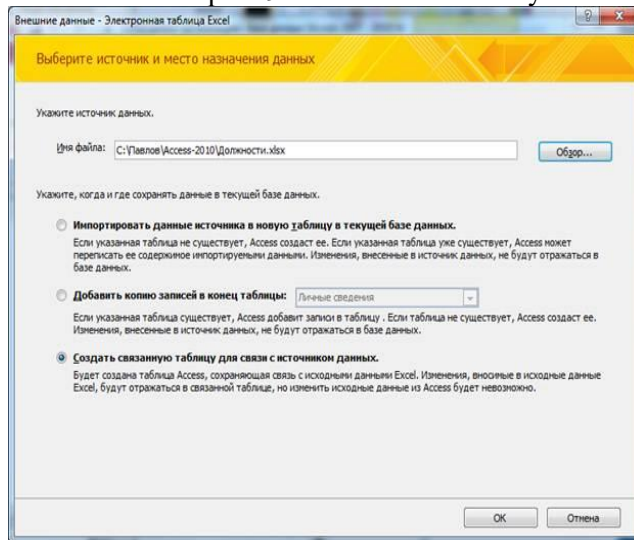 Внешние данные - Электронная таблица Excel
Выберите источник и место назначения данных
Укажите источник данных.
Имя файла: C:\Павлов\Access-2010\Должности.xlsx Обзор...
Укажите, когда и где сохранять данные в текущей базе данных.
Импортировать данные источника в новую таблицу в текущей базе данных.
Если указанная таблица не существует, Access создаст ее. Если указанная таблица уже существует, Access может
переписать ее содержимое импортируемыми данными. Изменения, внесенные в источник данных, не будут отражаться в
базе данных.
Добавить копию записей в конец таблицы: Личные сведения
Если указанная таблица существует, Access добавит записи в таблицу . Если таблица не существует, Access создаст ее.
Изменения, внесенные в источник данных, не будут отражаться в базе данных.
Создать связанную таблицу для связи с источником данных.
Будет создана таблица Access, сохраняющая связь с исходными данными Excel. Изменения, вносимые в исходные данные
Excel, будут отражаться в связанной таблице, но изменить исходные данные из Access будет невозможно.
OK Отмена